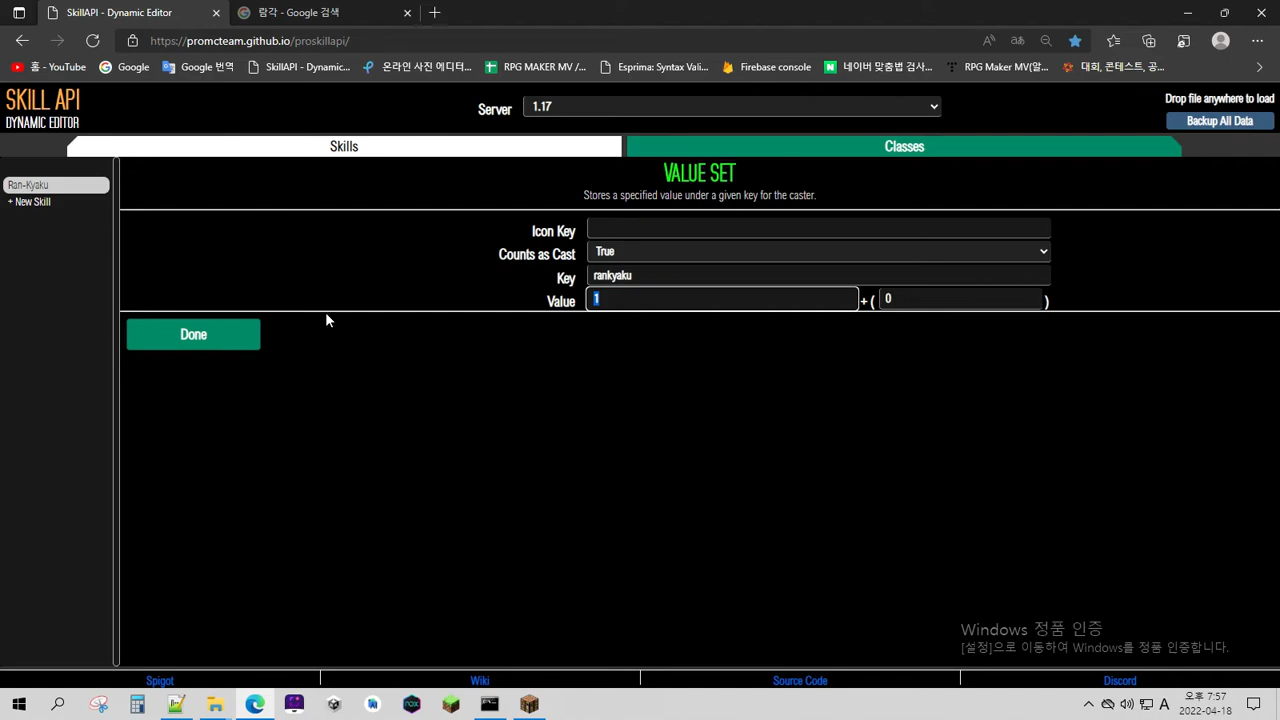 SkillAPI - Dynamic Editor
람각 - Google 검색
https://promcteam.github.io/proskillapi/
홈 - YouTube
Google
Google 번역
SkillAPI - Dynamic...
온라인 사진 에디터...
RPG MAKER MV /...
Esprima: Syntax Vali...
Firebase console
네이버 맞춤법 검사...
RPG Maker MV(알...
대회, 콘테스트, 공...
SKILL API
DYNAMIC EDITOR
Server
1.17
Drop file anywhere to load
Backup All Data
Skills
Classes
Ran-Kyaku
+ New Skill
VALUE SET
Stores a specified value under a given key for the caster.
Icon Key
Counts as Cast
True
Key
rankyaku
Value
1
+ (
0
)
Done
Windows 정품 인증
[설정]으로 이동하여 Windows를 정품 인증합니다.
Spigot
Wiki
Source Code
Discord
nox
A
오후 7:57
2022-04-18